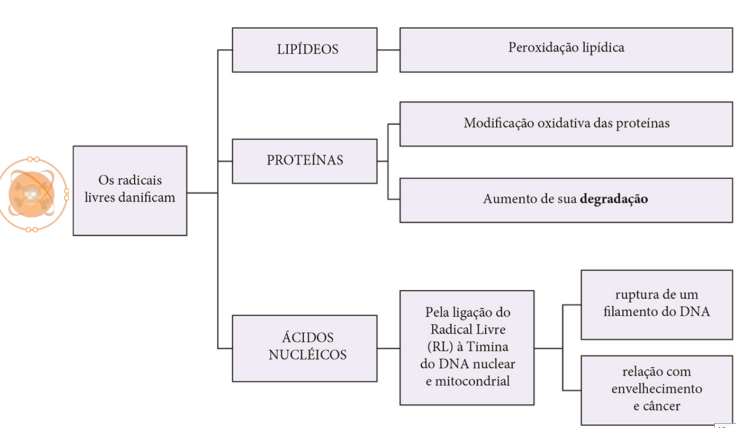 Os radicais
livres danificam
LIPÍDEOS
Peroxidação lipídica
PROTEÍNAS
Modificação oxidativa das proteínas
Aumento de sua degradação
ÁCIDOS
NUCLÉICOS
Pela ligação do
Radical Livre
(RL) à Timina
do DNA nuclear
e mitocondrial
ruptura de um
filamento do DNA
relação com
envelhecimento
e câncer